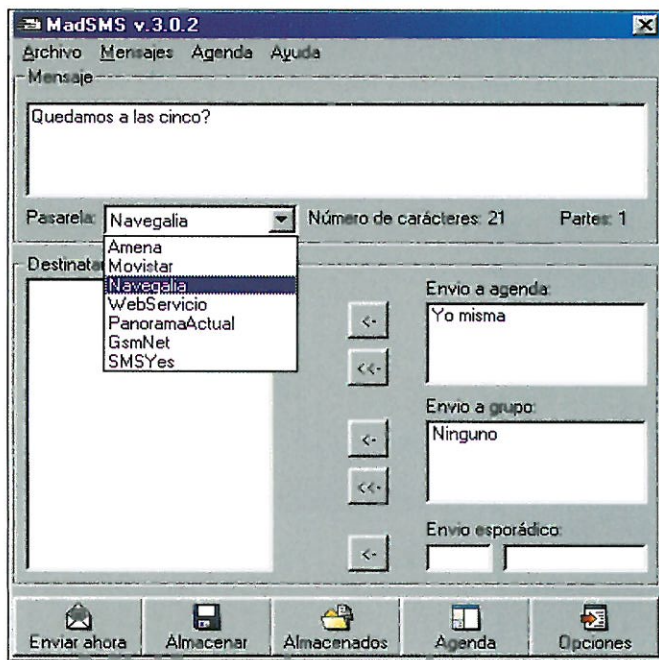 MadSMS v.3.0.2
Archivo Mensajes Agenda Ayuda
Mensaje
Quedamos a las cinco?
Pasarela: Navegalia Número de carácteres: 21 Partes: 1
Amena
Movistar
Navegalia
WebServicio
PanoramaActual
GsmNet
SMSYes
Envio a agenda:
Yo misma
<-
<<-
Envio a grupo:
Ninguno
<-
<<-
Envio esporádico:
<-
Enviar ahora Almacenar Almacenados Agenda Opciones